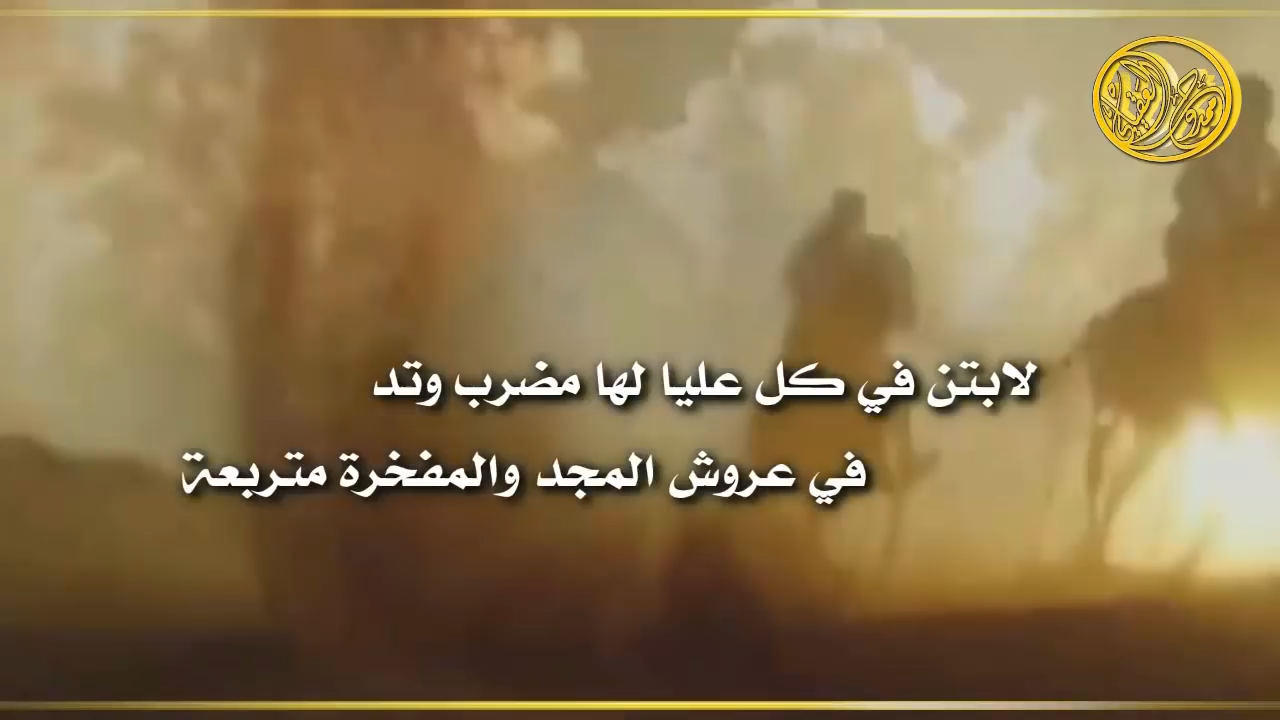 لابتن في كل عليا لها مضرب وتد
في عروش المجد والمفخرة متربعة